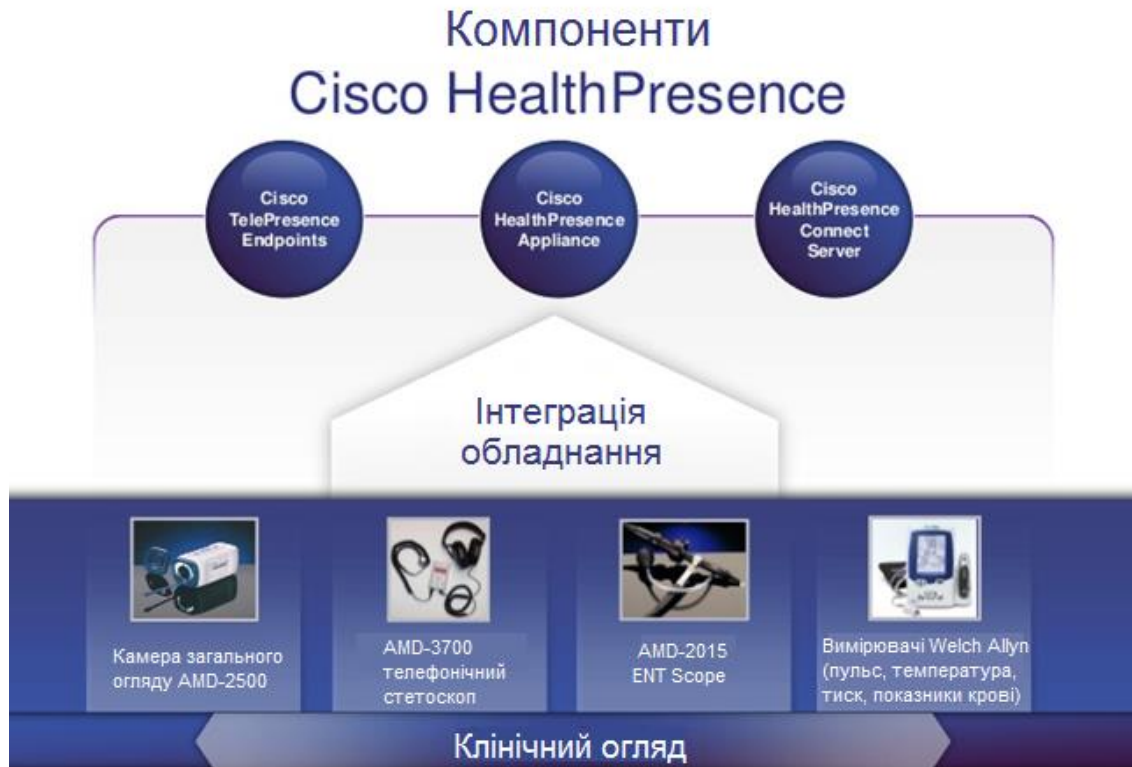 Компоненти
Cisco HealthPresence
Cisco
TelePresence
Endpoints
Cisco
HealthPresence
Appliance
Cisco
HealthPresence
Connect
Server
Інтеграція
обладнання
Камера загального
огляду AMD-2500
AMD-3700
телефонічний
стетоскоп
AMD-2015
ENT Scope
Вимірювачі Welch Allyn
(пульс, температура,
тиск, показники крові)
Клінічний огляд